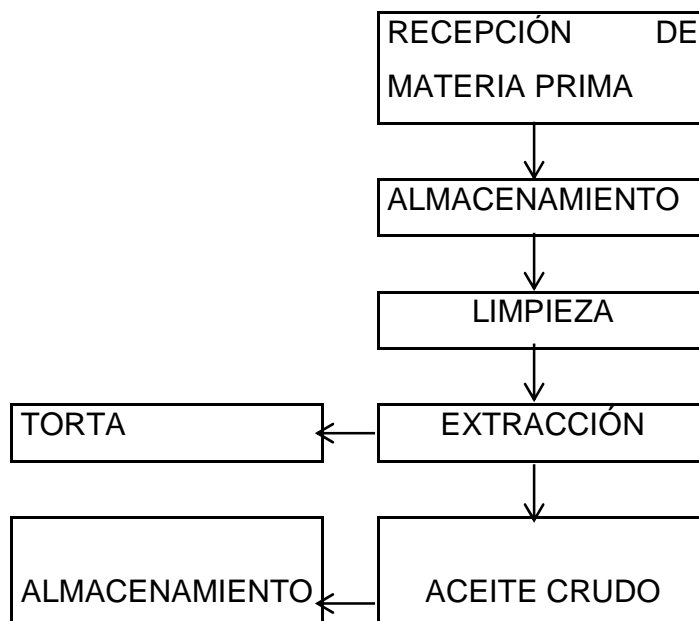 RECEPCIÓN DE
MATERIA PRIMA
ALMACENAMIENTO
LIMPIEZA
TORTA
EXTRACCIÓN
ALMACENAMIENTO
ACEITE CRUDO